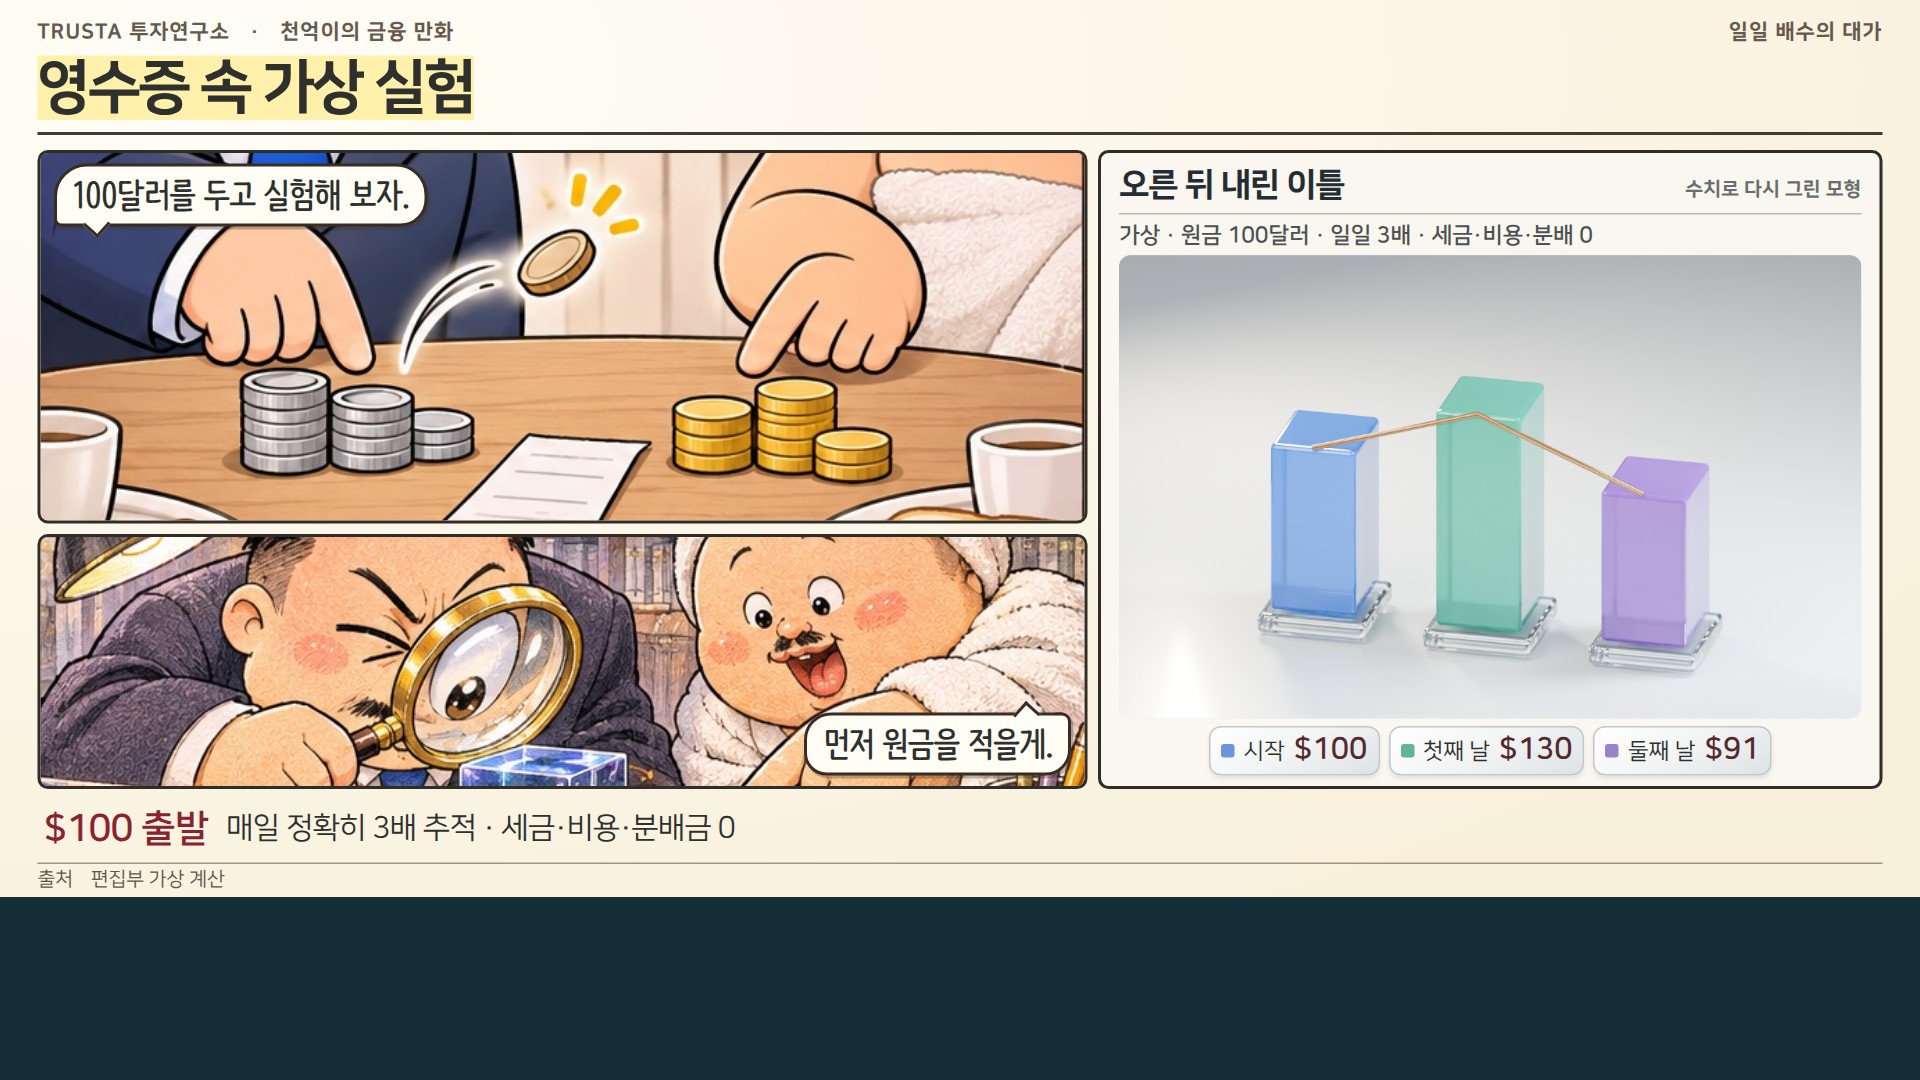 TRUSTA 투자연구소 · 천억이의 금융 만화
일일 배수의 대가
영수증 속 가상 실험
100달러를 두고 실험해 보자.
먼저 원금을 적을게.
오른 뒤 내린 이틀
수치로 다시 그린 모형
가상 · 원금 100달러 · 일일 3배 · 세금·비용·분배 0
시작 $100
첫째 날 $130
둘째 날 $91
$100 출발 매일 정확히 3배 추적 · 세금·비용·분배금 0
출처 편집부 가상 계산